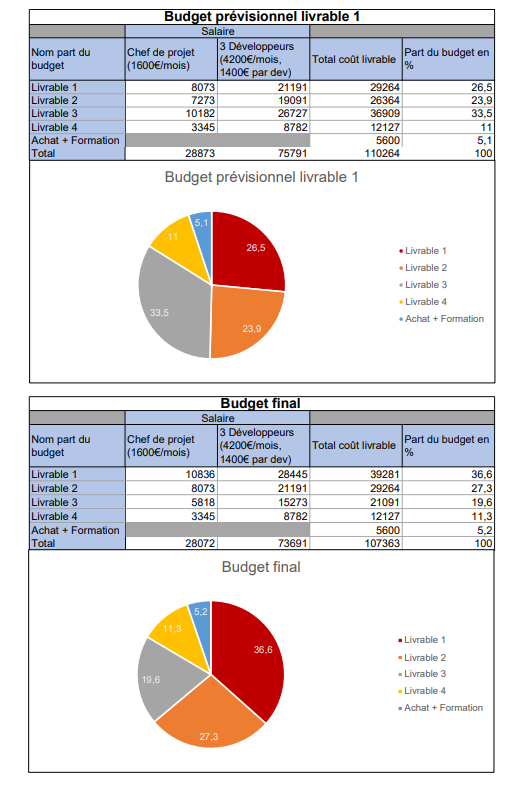 Budget prévisionnel livrable 1
Salaire
Nom part du budget Chef de projet (1600€/mois) 3 Développeurs (4200€/mois, 1400€ par dev) Total coût livrable Part du budget en %
Livrable 1 8073 21191 29264 26,5
Livrable 2 7273 19091 26364 23,9
Livrable 3 10182 26727 36909 33,5
Livrable 4 3345 8782 12127 11
Achat + Formation 5600 5,1
Total 28873 75791 110264 100
Budget prévisionnel livrable 1
5,1
11
26,5
33,5
23,9
Livrable 1
Livrable 2
Livrable 3
Livrable 4
Achat + Formation
Budget final
Salaire
Nom part du budget Chef de projet (1600€/mois) 3 Développeurs (4200€/mois, 1400€ par dev) Total coût livrable Part du budget en %
Livrable 1 10836 28445 39281 36,6
Livrable 2 8073 21191 29264 27,3
Livrable 3 5818 15273 21091 19,6
Livrable 4 3345 8782 12127 11,3
Achat + Formation 5600 5,2
Total 28072 73691 107363 100
Budget final
5,2
11,3
36,6
19,6
27,3
Livrable 1
Livrable 2
Livrable 3
Livrable 4
Achat + Formation